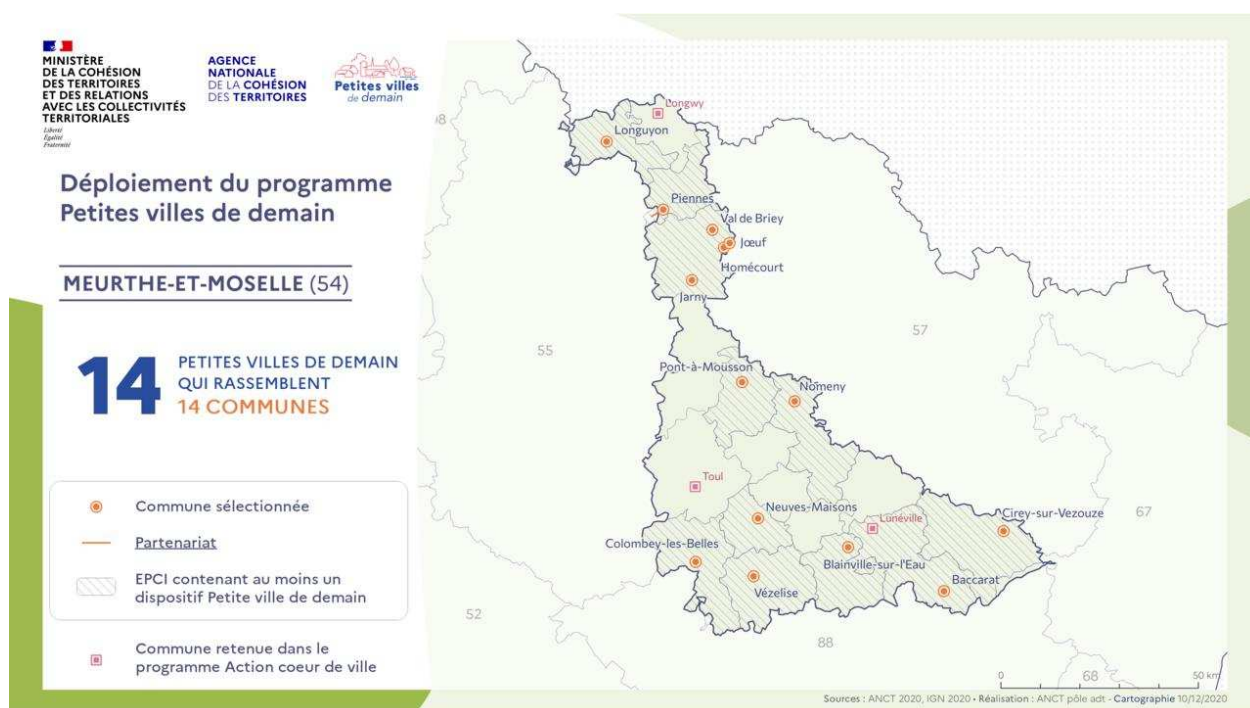 MINISTÈRE
DE LA COHÉSION
DES TERRITOIRES
ET DES RELATIONS
AVEC LES COLLECTIVITÉS
TERRITORIALES
Liberté
Égalité
Fraternité
AGENCE
NATIONALE
DE LA COHÉSION
DES TERRITOIRES
Petites villes
de demain
Déploiement du programme
Petites villes de demain
MEURTHE-ET-MOSELLE (54)
14
PETITES VILLES DE DEMAIN
QUI RASSEMBLENT
14 COMMUNES
Commune sélectionnée
Partenariat
EPCI contenant au moins un
dispositif Petite ville de demain
Commune retenue dans le
programme Action coeur de ville
Longwy
Longuyon
Piennes
Val de Briey
Jœuf
Homécourt
Jarny
57
55
Pont-à-Mousson
Nomeny
Toul
Neuves-Maisons
Lunéville
Cirey-sur-Vezouze
67
Colombey-les-Belles
Blainville-sur-l'Eau
Vézelise
Baccarat
52
88
68
0
50 km
Sources : ANCT 2020, IGN 2020 • Réalisation : ANCT pôle adt - Cartographie 10/12/2020